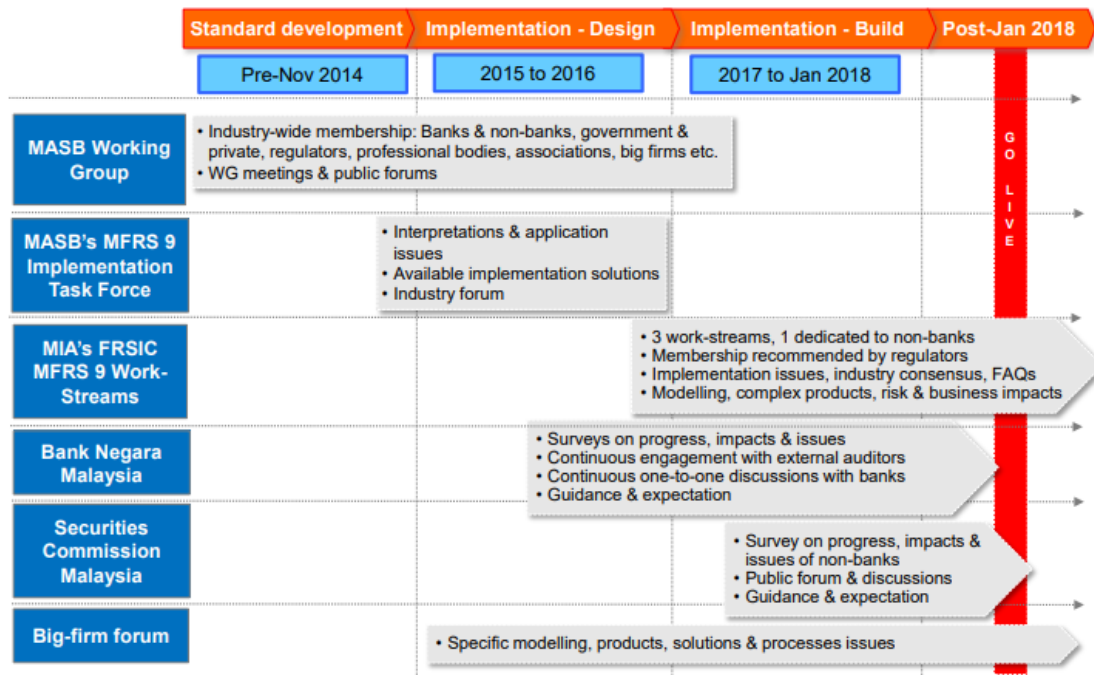 Standard development
Implementation - Design
Implementation - Build
Post-Jan 2018
Pre-Nov 2014
2015 to 2016
2017 to Jan 2018
GO LIVE
MASB Working
Group
• Industry-wide membership: Banks & non-banks, government &
private, regulators, professional bodies, associations, big firms etc.
• WG meetings & public forums
MASB's MFRS 9
Implementation
Task Force
• Interpretations & application
issues
• Available implementation solutions
• Industry forum
MIA's FRSIC
MFRS 9 Work-
Streams
• 3 work-streams, 1 dedicated to non-banks
• Membership recommended by regulators
• Implementation issues, industry consensus, FAQs
• Modelling, complex products, risk & business impacts
Bank Negara
Malaysia
• Surveys on progress, impacts & issues
• Continuous engagement with external auditors
• Continuous one-to-one discussions with banks
• Guidance & expectation
Securities
Commission
Malaysia
• Survey on progress, impacts &
issues of non-banks
• Public forum & discussions
• Guidance & expectation
Big-firm forum
• Specific modelling, products, solutions & processes issues